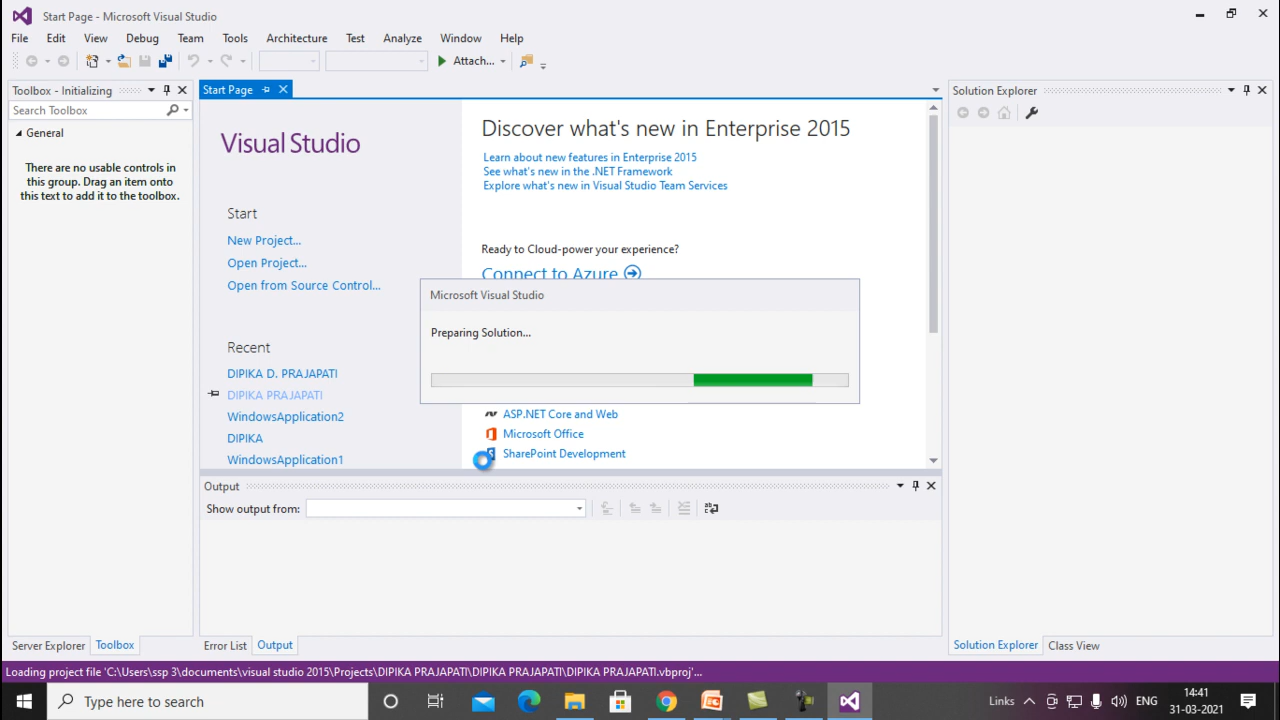 Start Page - Microsoft Visual Studio
File Edit View Debug Team Tools Architecture Test Analyze Window Help
Attach...
Toolbox - Initializing
Search Toolbox
General
There are no usable controls in
this group. Drag an item onto
this text to add it to the toolbox.
Server Explorer Toolbox
Start Page
Visual Studio
Start
New Project...
Open Project...
Open from Source Control...
Recent
DIPIKA D. PRAJAPATI
DIPIKA PRAJAPATI
WindowsApplication2
DIPIKA
WindowsApplication1
Discover what's new in Enterprise 2015
Learn about new features in Enterprise 2015
See what's new in the .NET Framework
Explore what's new in Visual Studio Team Services
Ready to Cloud-power your experience?
Connect to Azure
Microsoft Visual Studio
Preparing Solution...
ASP.NET Core and Web
Microsoft Office
SharePoint Development
Output
Show output from:
Error List Output
Solution Explorer
Solution Explorer Class View
Loading project file 'C:\Users\ssp 3\documents\visual studio 2015\Projects\DIPIKA PRAJAPATI\DIPIKA PRAJAPATI\DIPIKA PRAJAPATI.vbproj'...
Type here to search
Links
ENG
14:41
31-03-2021